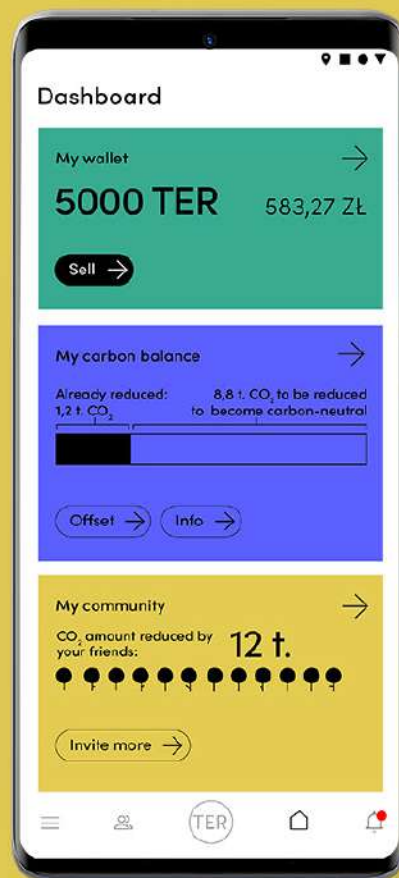 Dashboard
My wallet
5000 TER 583,27 ZŁ
Sell
My carbon balance
Already reduced: 8,8 t. CO₂ to be reduced
1,2 t. CO₂ to become carbon-neutral
Offset Info
My community
CO₂ amount reduced by 12 t.
your friends:
Invite more
TER